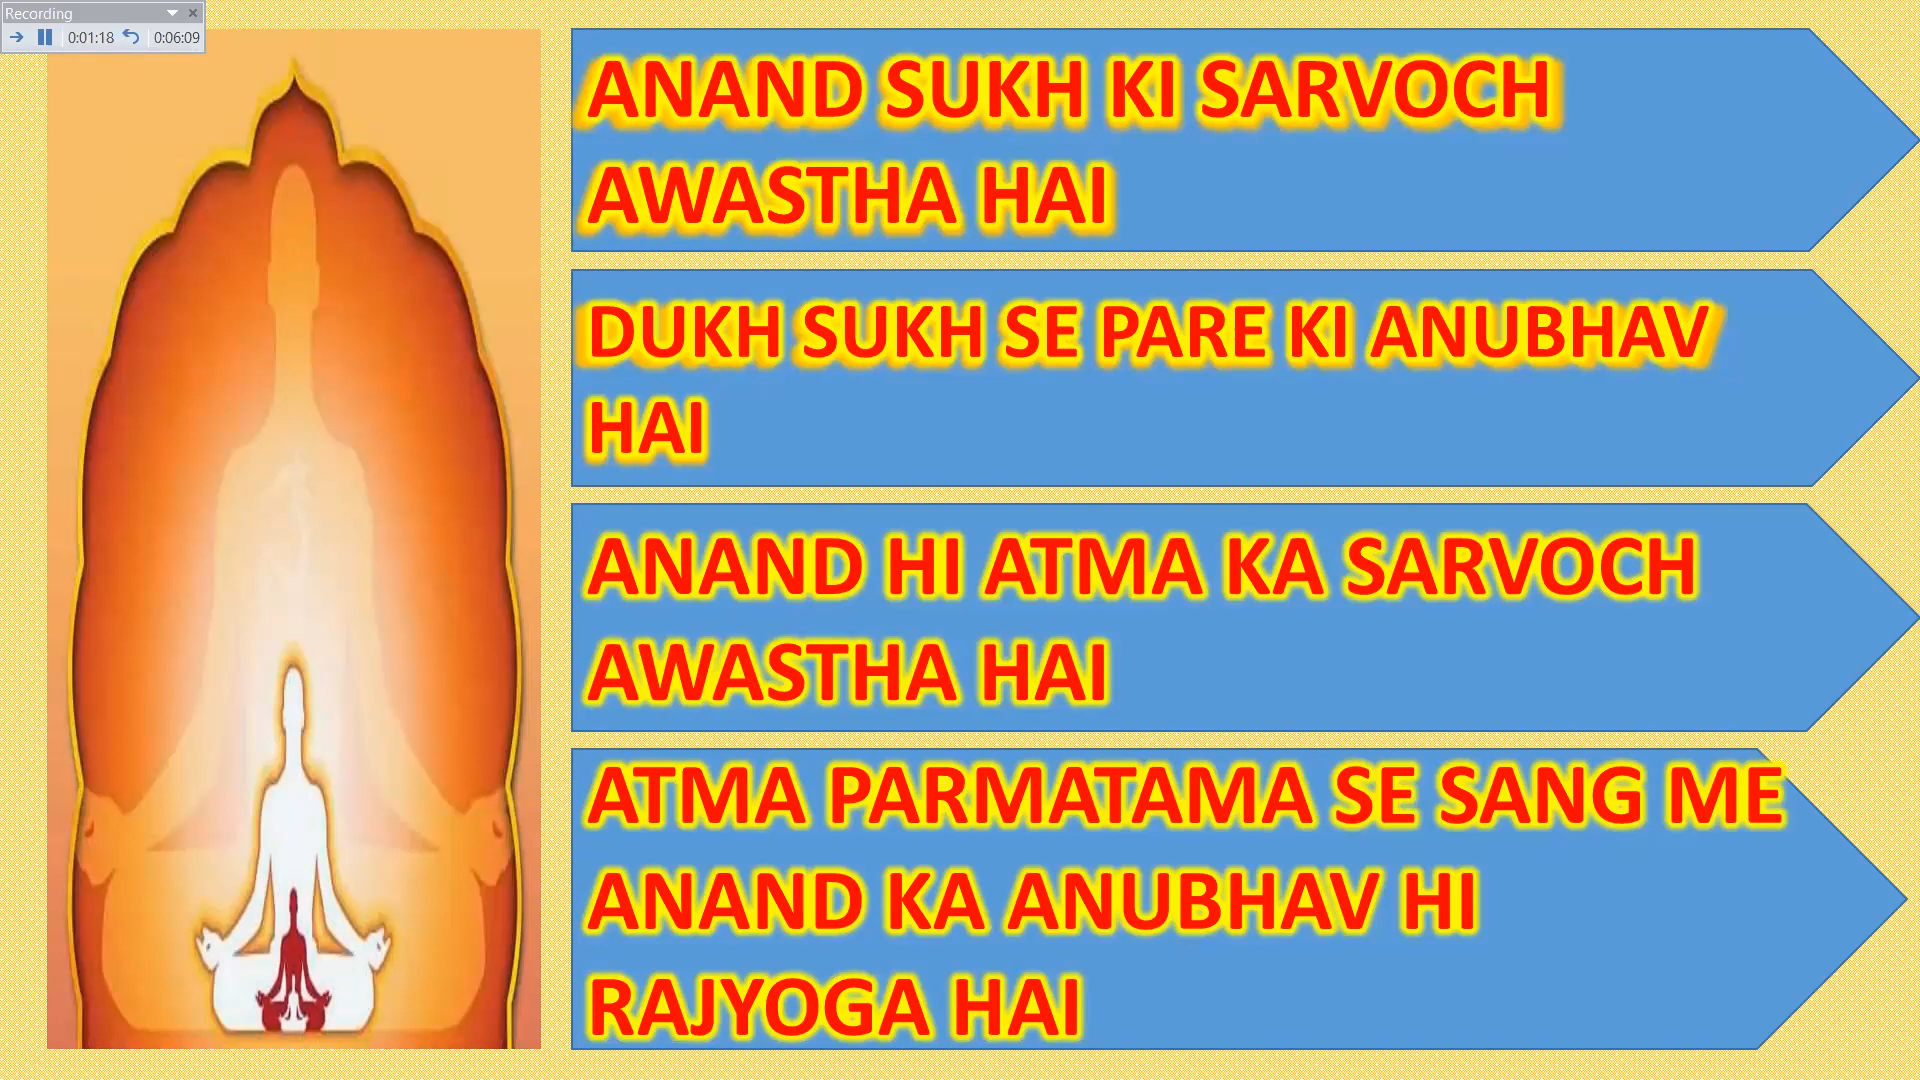 Recording
0:01:18 0:06:09
ANAND SUKH KI SARVOCH
AWASTHA HAI
DUKH SUKH SE PARE KI ANUBHAV
HAI
ANAND HI ATMA KA SARVOCH
AWASTHA HAI
ATMA PARMATAMA SE SANG ME
ANAND KA ANUBHAV HI
RAJYOGA HAI